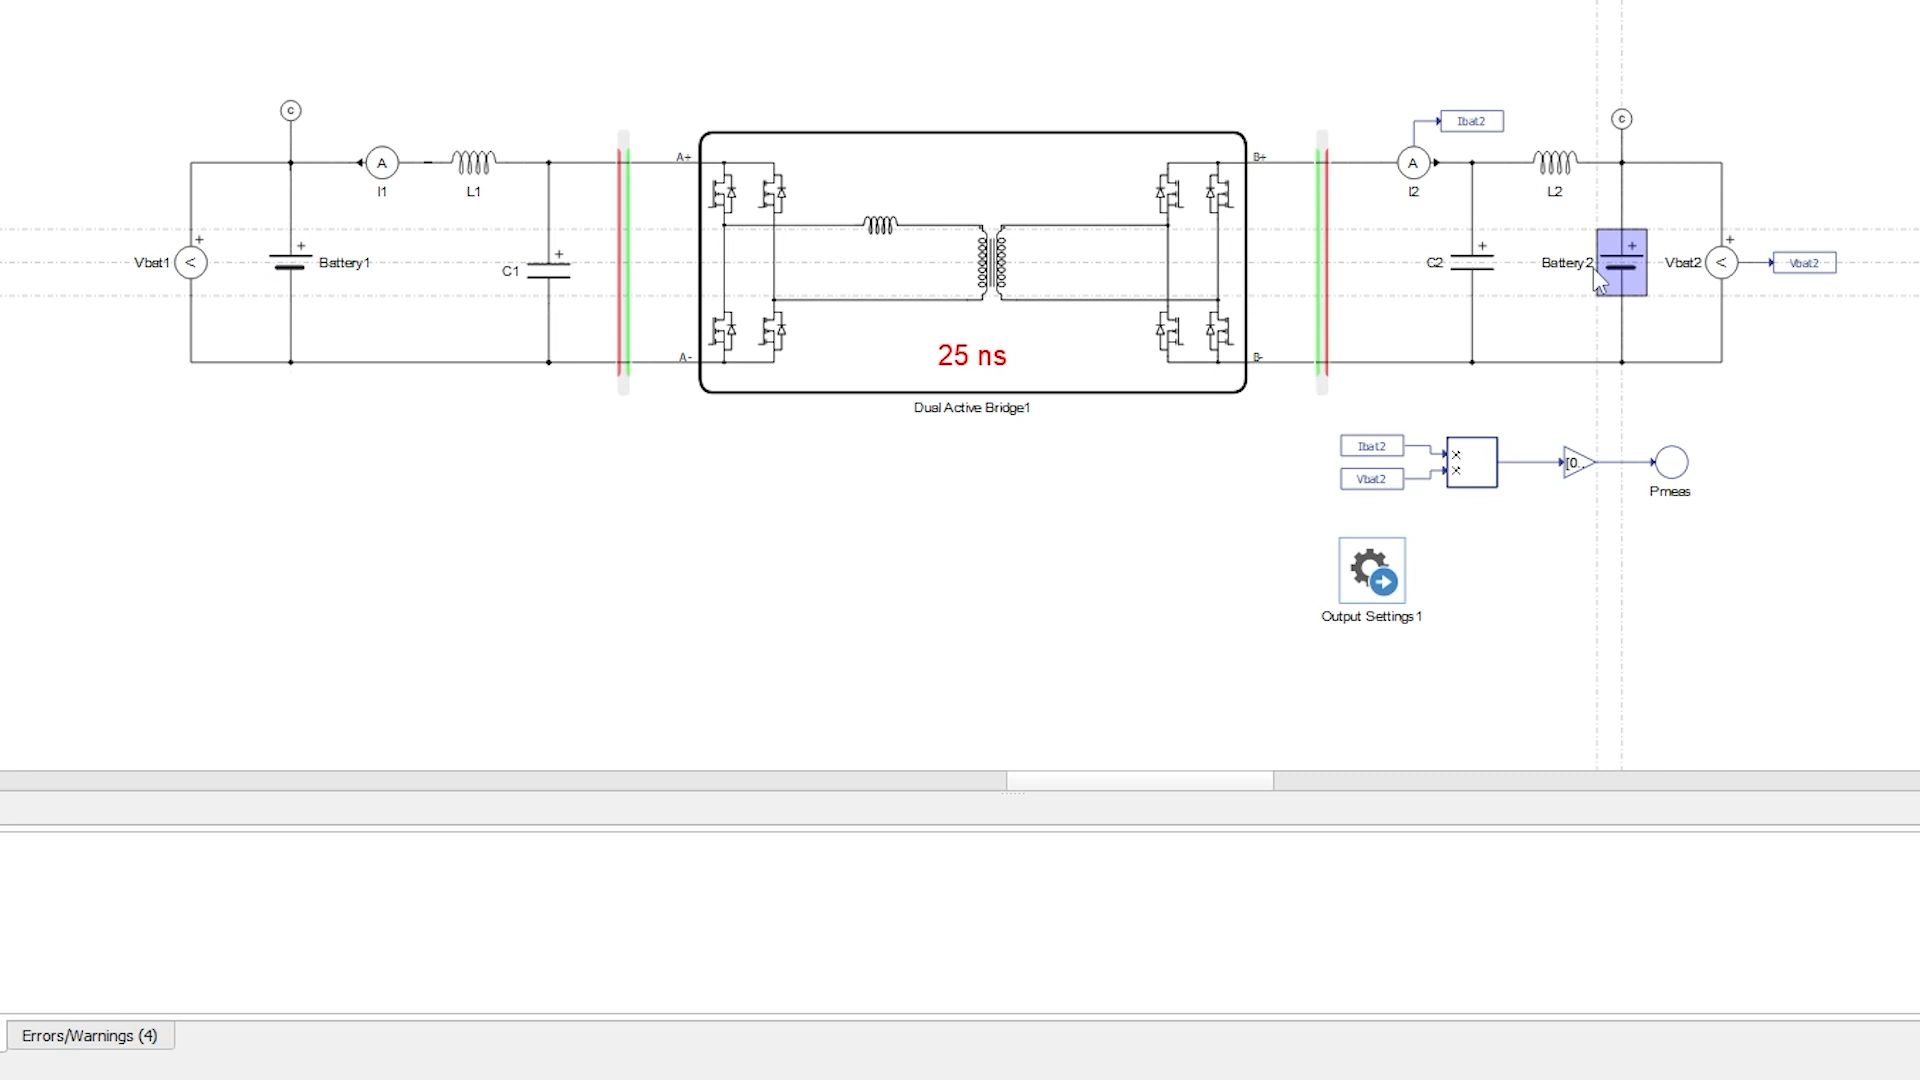 C
C
Ibat2
A+
B+
A
I1
L1
A
I2
L2
Vbat1
Battery1
C1
C2
Battery2
Vbat2
Vbat2
25 ns
A-
B-
Dual Active Bridge1
Ibat2
Vbat2
[0..
Pmeas
Output Settings1
Errors/Warnings (4)